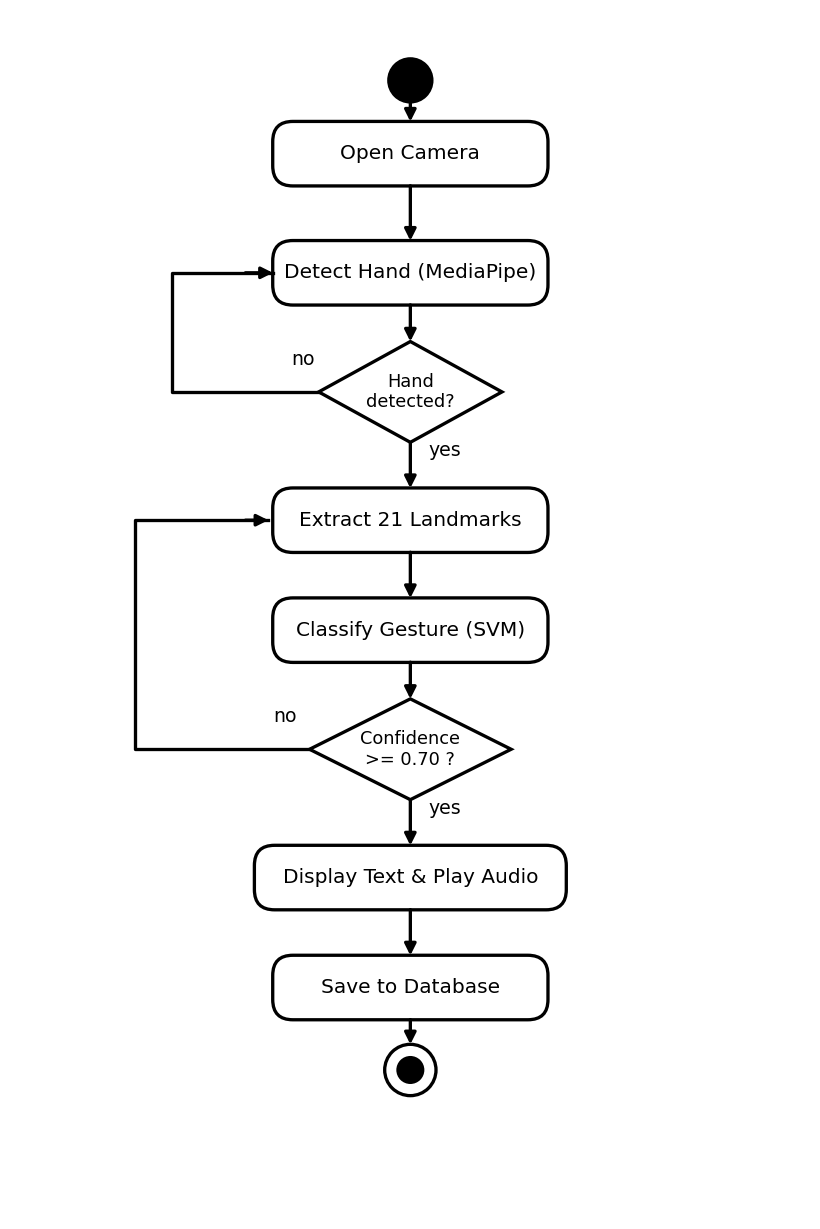 Open Camera
Detect Hand (MediaPipe)
no
Hand
detected?
yes
Extract 21 Landmarks
Classify Gesture (SVM)
no
Confidence
>= 0.70 ?
yes
Display Text & Play Audio
Save to Database